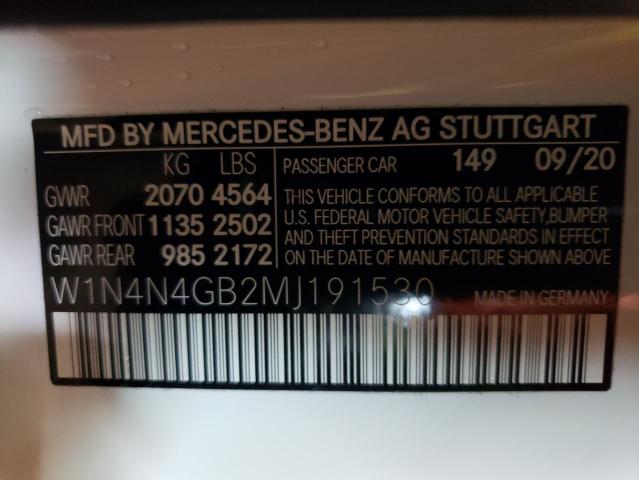 MFD BY MERCEDES-BENZ AG STUTTGART
KG LBS
GVWR 2070 4564
GAWR FRONT 1135 2502
GAWR REAR 985 2172
PASSENGER CAR 149 09/20
THIS VEHICLE CONFORMS TO ALL APPLICABLE
U.S. FEDERAL MOTOR VEHICLE SAFETY,BUMPER
AND THEFT PREVENTION STANDARDS IN EFFECT
ON THE DATE OF MANUFACTURE SHOWN ABOVE
W1N4N4GB2MJ191530 MADE IN GERMANY